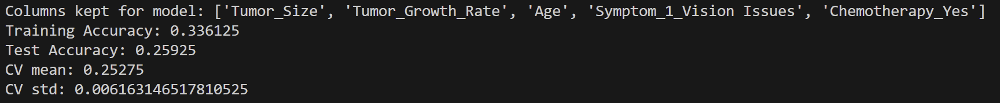 Columns kept for model: ['Tumor_Size', 'Tumor_Growth_Rate', 'Age', 'Symptom_1_Vision Issues', 'Chemotherapy_Yes']
Training Accuracy: 0.336125
Test Accuracy: 0.25925
CV mean: 0.25275
CV std: 0.006163146517810525